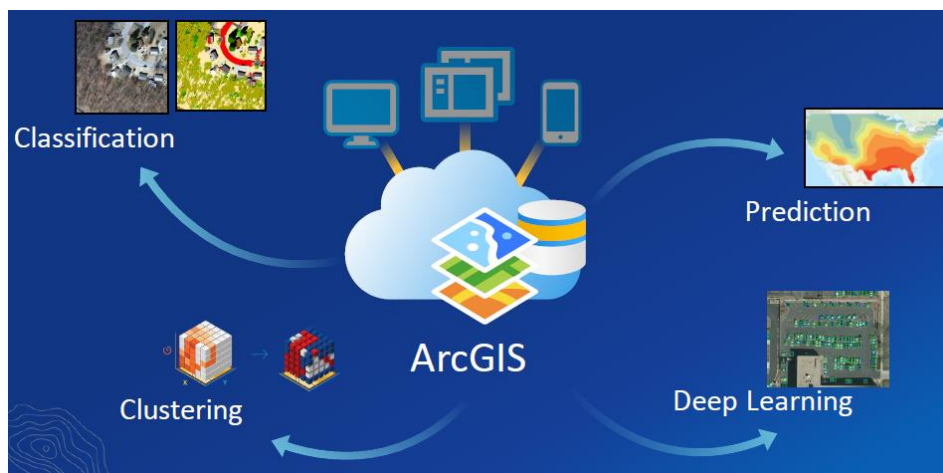 Classification
Prediction
ArcGIS
Clustering
Deep Learning
X
Y